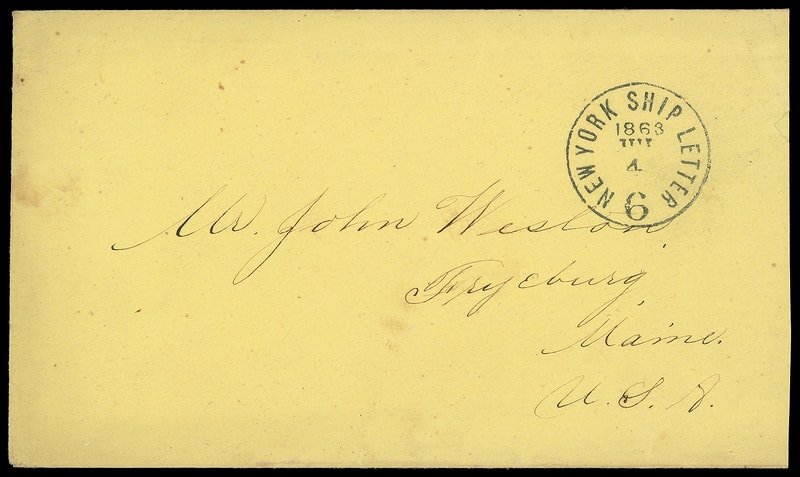 NEW YORK SHIP LETTER
1863
4
6
Mr. John Weston,
Fryeburg,
Maine.
U.S.A.